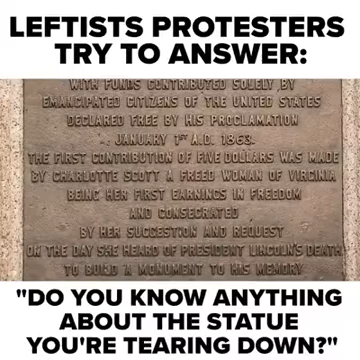 LEFTISTS PROTESTERS
TRY TO ANSWER:
WITH FUNDS CONTRIBUTED SOLELY BY
EMANCIPATED CITIZENS OF THE UNITED STATES
DECLARED FREE BY HIS PROCLAMATION
JANUARY 1ST A.D. 1863.
THE FIRST CONTRIBUTION OF FIVE DOLLARS WAS MADE
BY CHARLOTTE SCOTT A FREED WOMAN OF VIRGINIA
BEING HER FIRST EARNINGS IN FREEDOM
AND CONSECRATED
BY HER SUGGESTION AND REQUEST
ON THE DAY SHE HEARD OF PRESIDENT LINCOLN'S DEATH
TO BUILD A MONUMENT TO HIS MEMORY
"DO YOU KNOW ANYTHING
ABOUT THE STATUE
YOU'RE TEARING DOWN?"